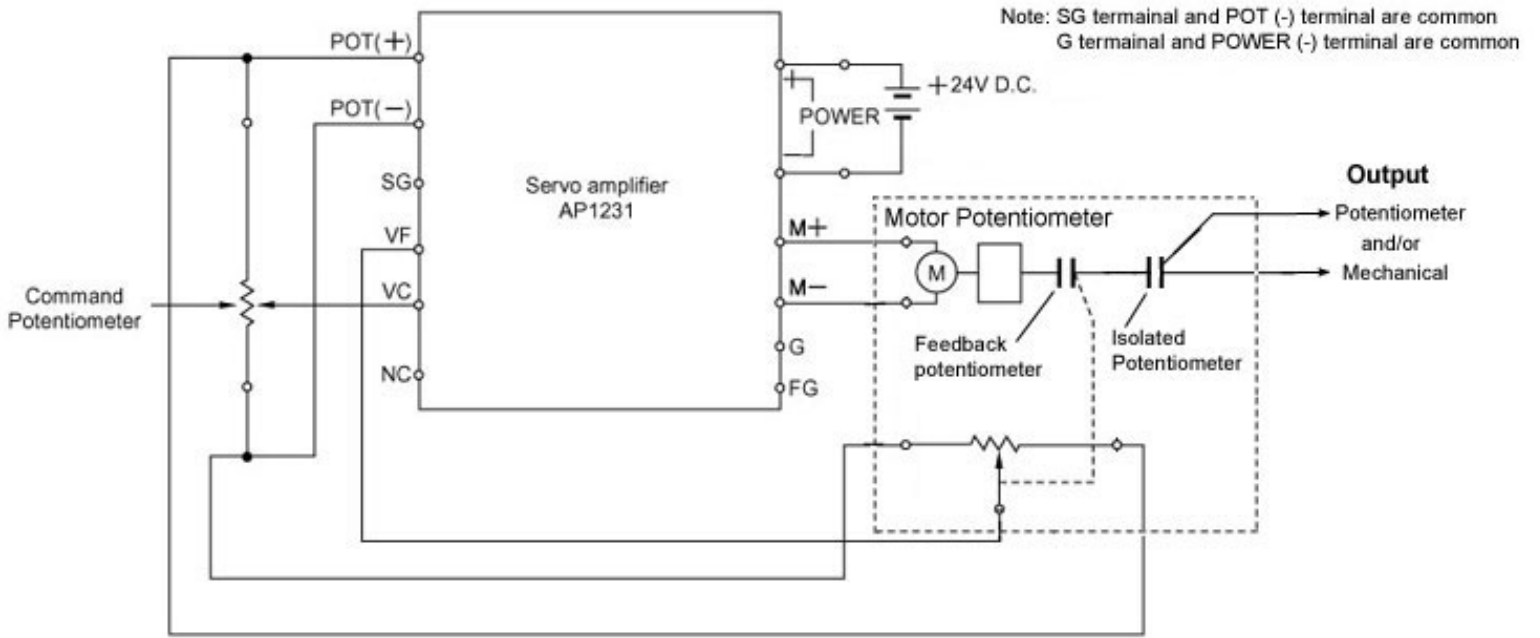 Note: SG termainal and POT (-) terminal are common
G termainal and POWER (-) terminal are common
POT(+)
POT(−)
SG
VF
VC
NC
Servo amplifier
AP1231
+
POWER
−
+24V D.C.
M+
M−
G
FG
Motor Potentiometer
M
Feedback
potentiometer
Isolated
Potentiometer
Output
Potentiometer
and/or
Mechanical
Command
Potentiometer